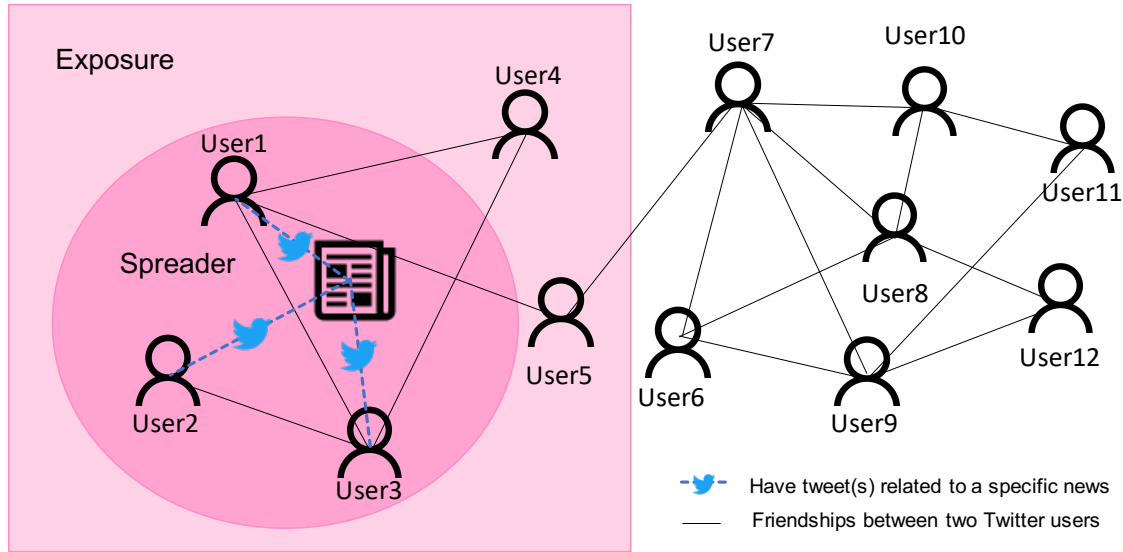 Exposure
User4
User1
Spreader
User2
User3
User5
User7
User10
User11
User8
User12
User6
User9
Have tweet(s) related to a specific news
Friendships between two Twitter users